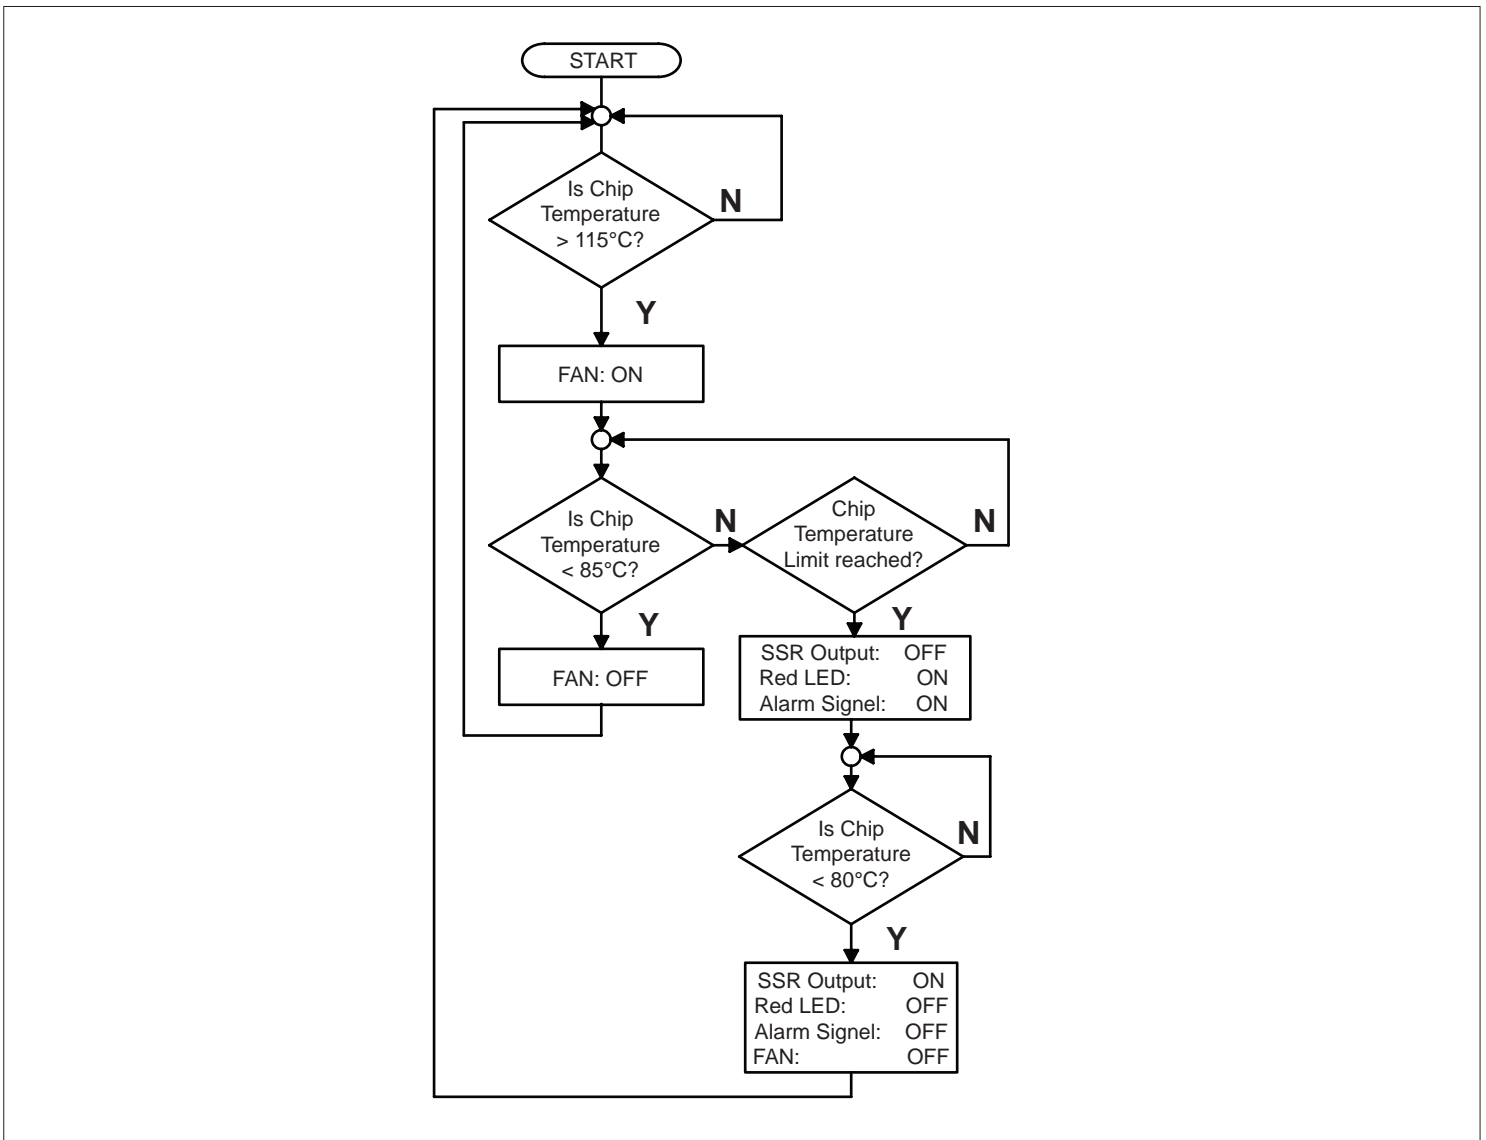 START
Is Chip
Temperature
> 115°C?
N
Y
FAN: ON
Is Chip
Temperature
< 85°C?
N
Chip
Temperature
Limit reached?
N
Y
FAN: OFF
Y
SSR Output: OFF
Red LED: ON
Alarm Signel: ON
Is Chip
Temperature
< 80°C?
N
Y
SSR Output: ON
Red LED: OFF
Alarm Signel: OFF
FAN: OFF